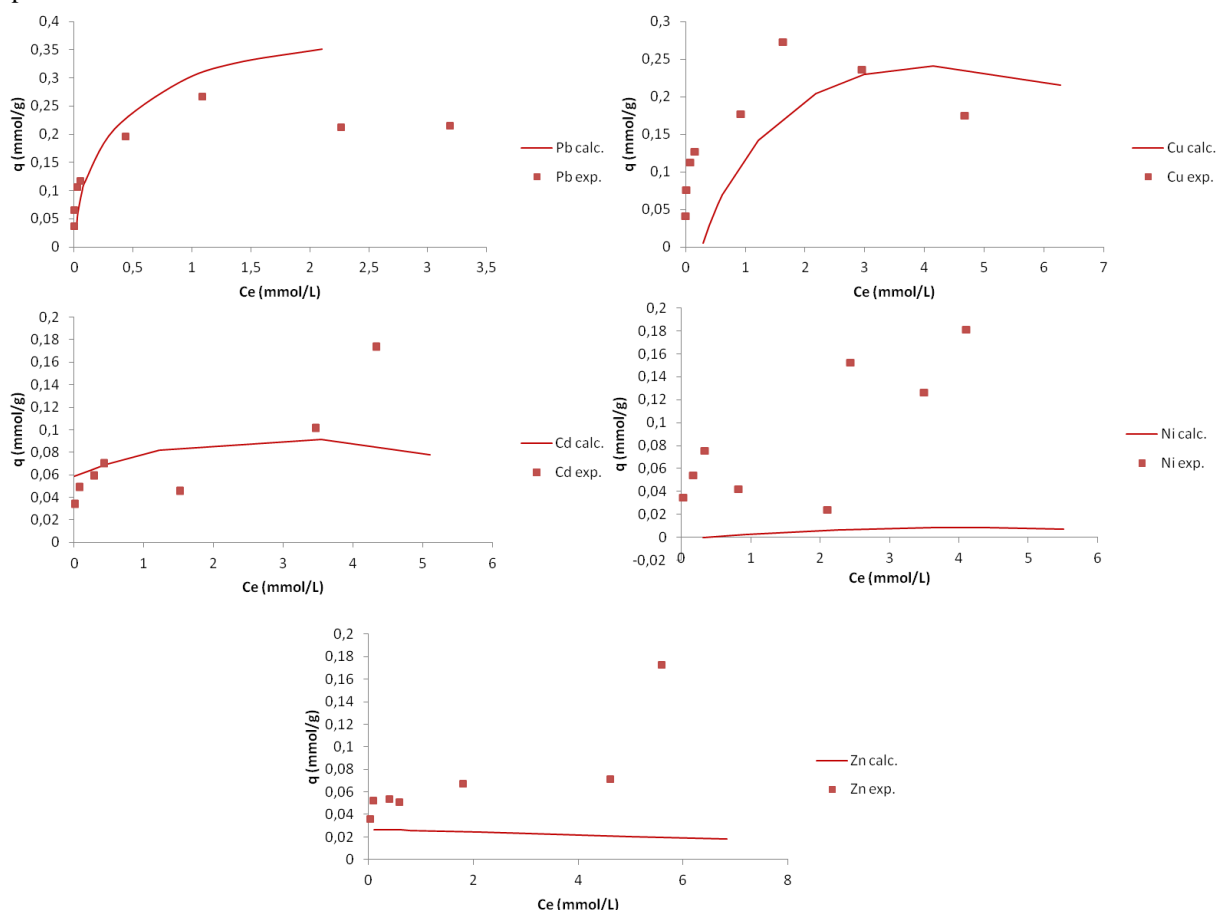 0,4
0,35
0,3
0,25
0,2
0,15
0,1
0,05
0
q (mmol/g)
0 0,5 1 1,5 2 2,5 3 3,5
Ce (mmol/L)
Pb calc.
Pb exp.
0,3
0,25
0,2
0,15
0,1
0,05
0
q (mmol/g)
0 1 2 3 4 5 6 7
Ce (mmol/L)
Cu calc.
Cu exp.
0,2
0,18
0,16
0,14
0,12
0,1
0,08
0,06
0,04
0,02
0
q (mmol/g)
0 1 2 3 4 5 6
Ce (mmol/L)
Cd calc.
Cd exp.
0,2
0,18
0,16
0,14
0,12
0,1
0,08
0,06
0,04
0,02
0
-0,02
q (mmol/g)
0 1 2 3 4 5 6
Ce (mmol/L)
Ni calc.
Ni exp.
0,2
0,18
0,16
0,14
0,12
0,1
0,08
0,06
0,04
0,02
0
q (mmol/g)
0 2 4 6 8
Ce (mmol/L)
Zn calc.
Zn exp.